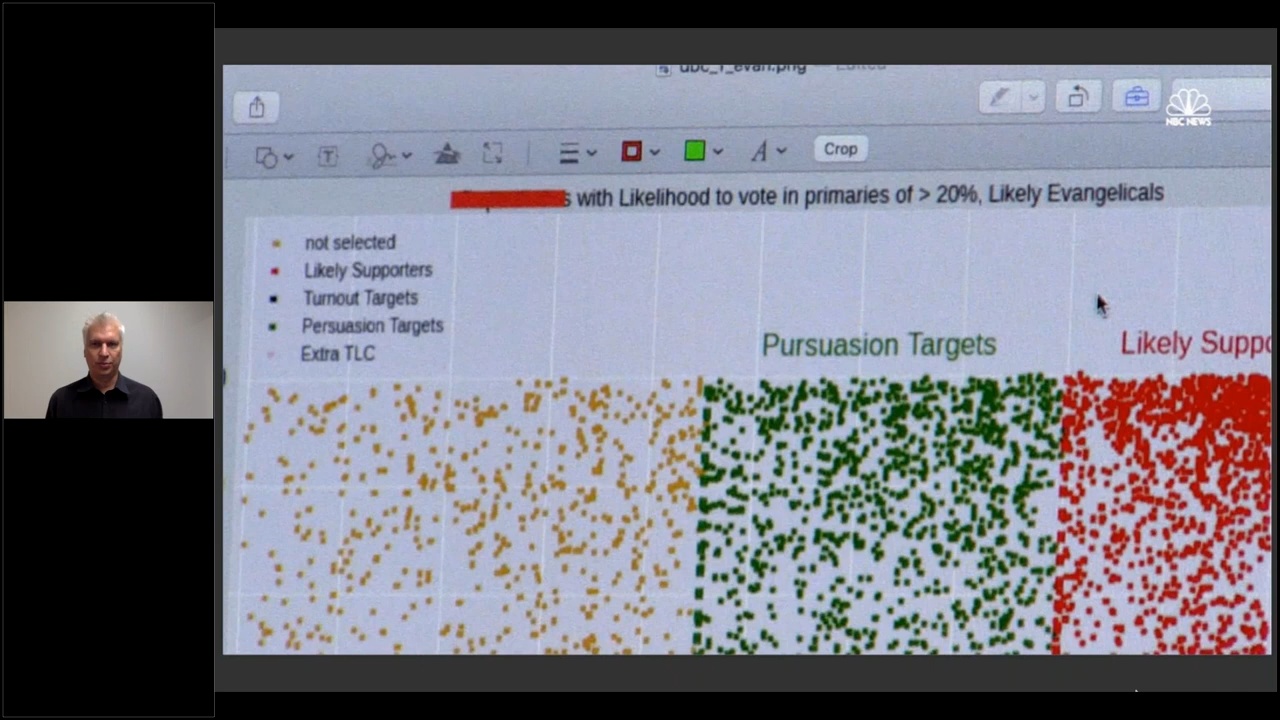 NBC NEWS
Crop
s with Likelihood to vote in primaries of > 20%, Likely Evangelicals
not selected
Likely Supporters
Turnout Targets
Persuasion Targets
Extra TLC
Pursuasion Targets
Likely Suppo